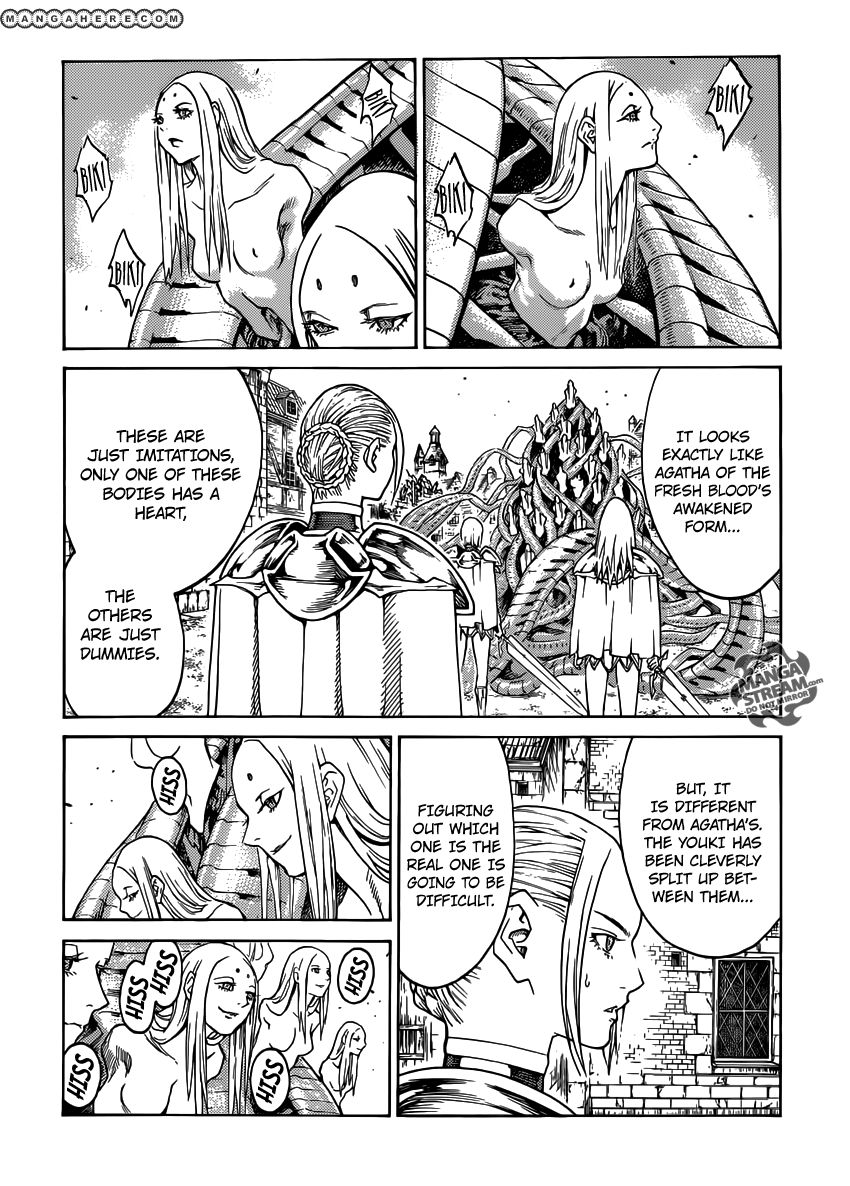 MANGAHERE.COM
BIKI
BIKI
BIKI
BIKI
BIKI
IT LOOKS
EXACTLY LIKE
AGATHA OF THE
FRESH BLOOD'S
AWAKENED
FORM...
THESE ARE
JUST IMITATIONS,
ONLY ONE OF THESE
BODIES HAS A
HEART,
THE
OTHERS
ARE JUST
DUMMIES.
MANGA
STREAM.com
DO NOT MIRROR!
BUT, IT
IS DIFFERENT
FROM AGATHA'S.
THE YOUKI HAS
BEEN CLEVERLY
SPLIT UP BET-
WEEN THEM...
FIGURING
OUT WHICH
ONE IS THE
REAL ONE IS
GOING TO BE
DIFFICULT.
HISS
HISS
HISS
HISS
HISS
HISS